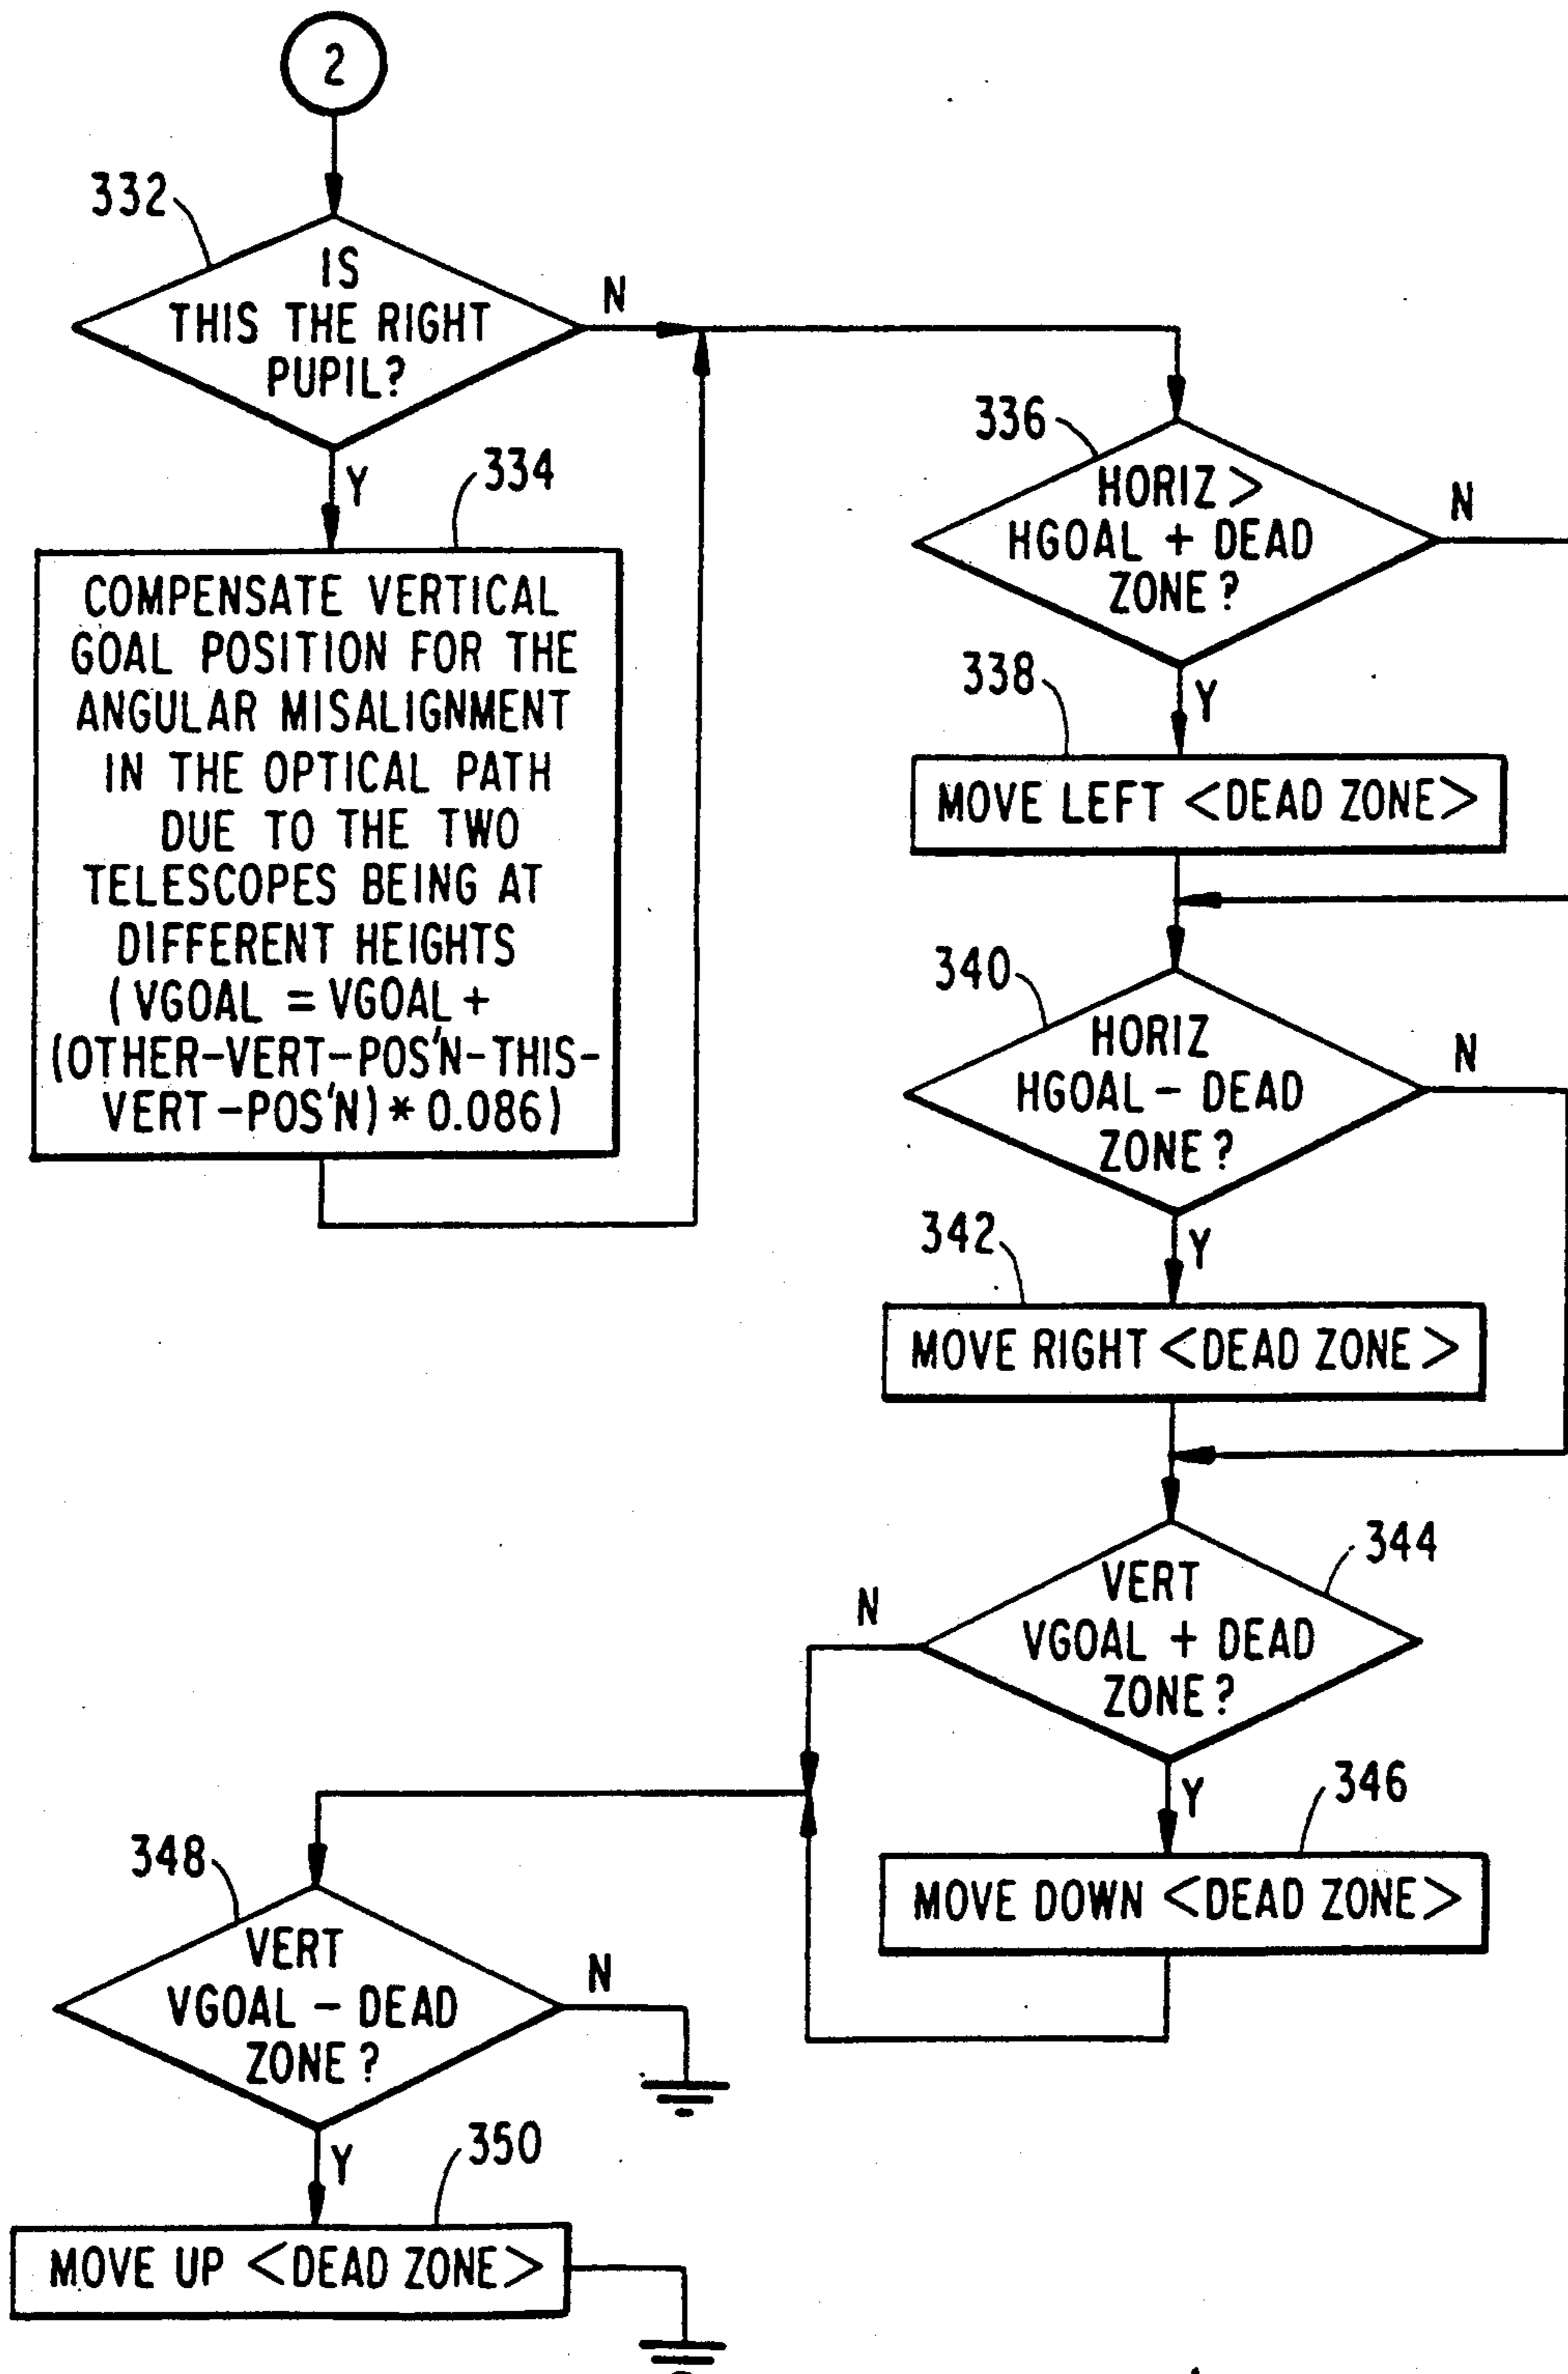 2
332
IS
THIS THE RIGHT
PUPIL?
N
Y
334
COMPENSATE VERTICAL
GOAL POSITION FOR THE
ANGULAR MISALIGNMENT
IN THE OPTICAL PATH
DUE TO THE TWO
TELESCOPES BEING AT
DIFFERENT HEIGHTS
(VGOAL = VGOAL +
(OTHER-VERT-POS'N-THIS-
VERT-POS'N) * 0.086)
336
HORIZ >
HGOAL + DEAD
ZONE?
N
Y
338
MOVE LEFT <DEAD ZONE>
340
HORIZ
HGOAL - DEAD
ZONE?
N
Y
342
MOVE RIGHT <DEAD ZONE>
344
VERT
VGOAL + DEAD
ZONE?
N
Y
346
MOVE DOWN <DEAD ZONE>
348
VERT
VGOAL - DEAD
ZONE?
N
Y
350
MOVE UP <DEAD ZONE>